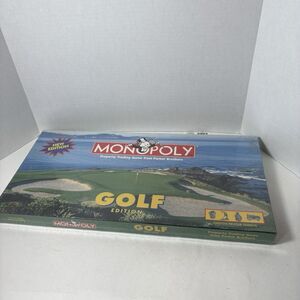 NEW EDITION!
MONOPOLY
Property Trading Game from Parker Brothers
GOLF
EDITION
MONOPOLY
GOLF